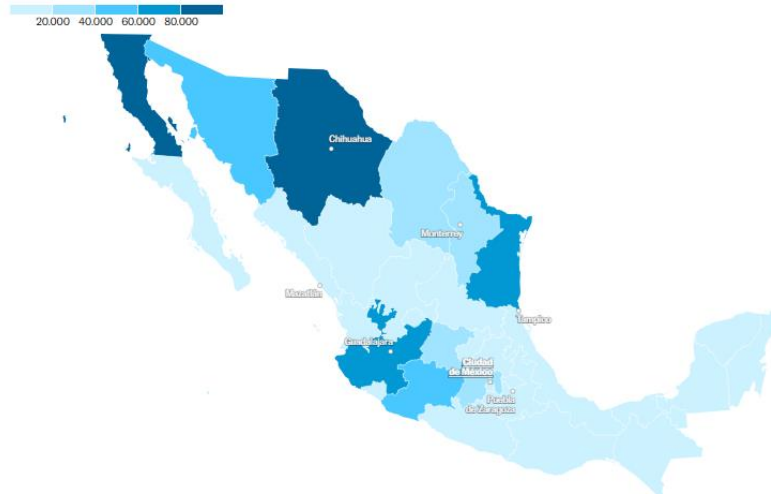 20.000 40.000 60.000 80.000
Chihuahua
Monterrey
Mazatlán
Tampico
Guadalajara
Ciudad
de México
Puebla
de Zaragoza